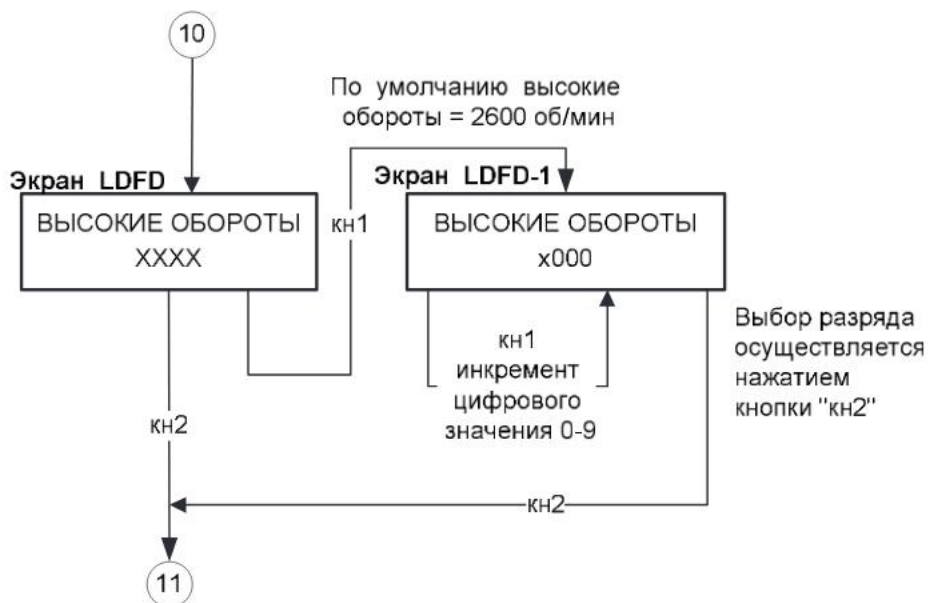 10
По умолчанию высокие
обороты = 2600 об/мин
Экран LDFD
ВЫСОКИЕ ОБОРОТЫ
XXXX
кн1
Экран LDFD-1
ВЫСОКИЕ ОБОРОТЫ
x000
кн1
инкремент
цифрового
значения 0-9
Выбор разряда
осуществляется
нажатием
кнопки "кн2"
кн2
кн2
11